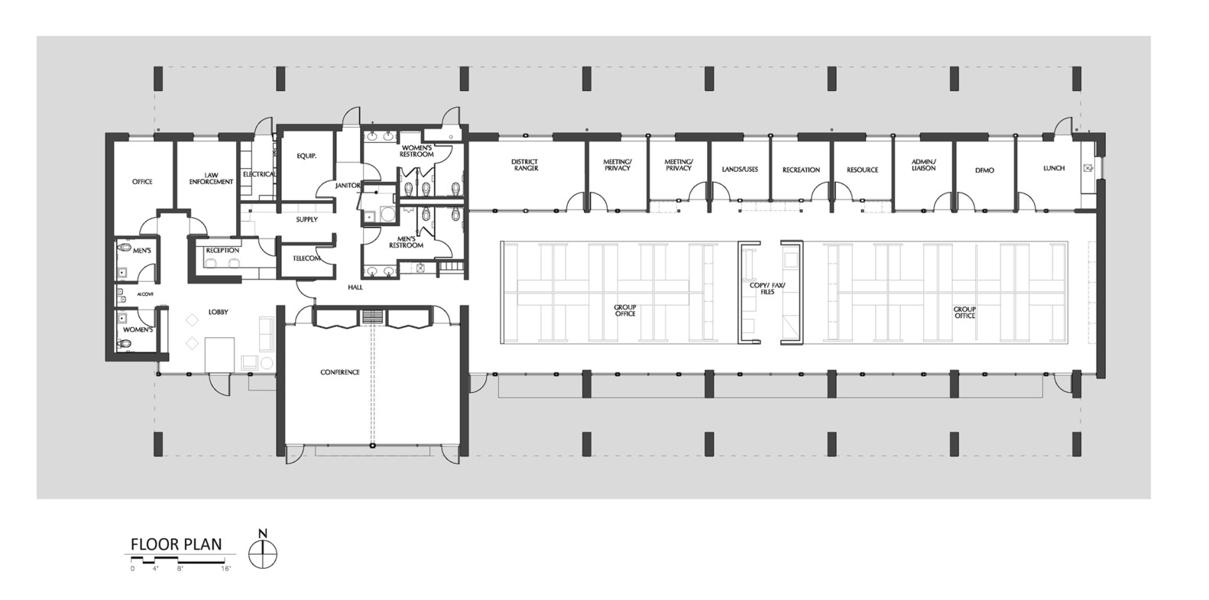 WOMEN'S
RESTROOM
EQUIP.
DISTRICT
RANGER
MEETING/
PRIVACY
MEETING/
PRIVACY
LANDS/USES
RECREATION
RESOURCE
ADMIN/
LIAISON
DEMO
LUNCH
OFFICE
LAW
ENFORCEMENT
ELECTRICAL
JANITOR
SUPPLY
MEN'S
RECEPTION
TELECOM
MEN'S
RESTROOM
HALL
COPY/ FAX/
FILES
ALCOVE
LOBBY
GROUP
OFFICE
GROUP
OFFICE
WOMEN'S
CONFERENCE
FLOOR PLAN
N
0 4' 8' 16'